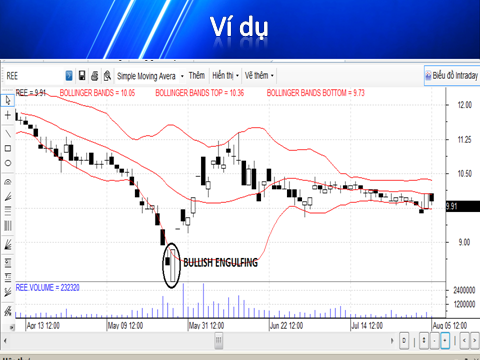 Ví dụ
REE
Simple Moving Avera
Thêm
Hiển thị
Vẽ thêm
Biểu đồ Intraday
REE = 9.91 BOLLINGER BANDS = 10.05 BOLLINGER BANDS TOP = 10.36 BOLLINGER BANDS BOTTOM = 9.73
12.00
11.25
10.50
9.91
9.00
BULLISH ENGULFING
REE VOLUME = 232320
2400000
1200000
Apr 13 12:00 May 09 12:00 May 31 12:00 Jun 22 12:00 Jul 14 12:00 Aug 05 12:00
D